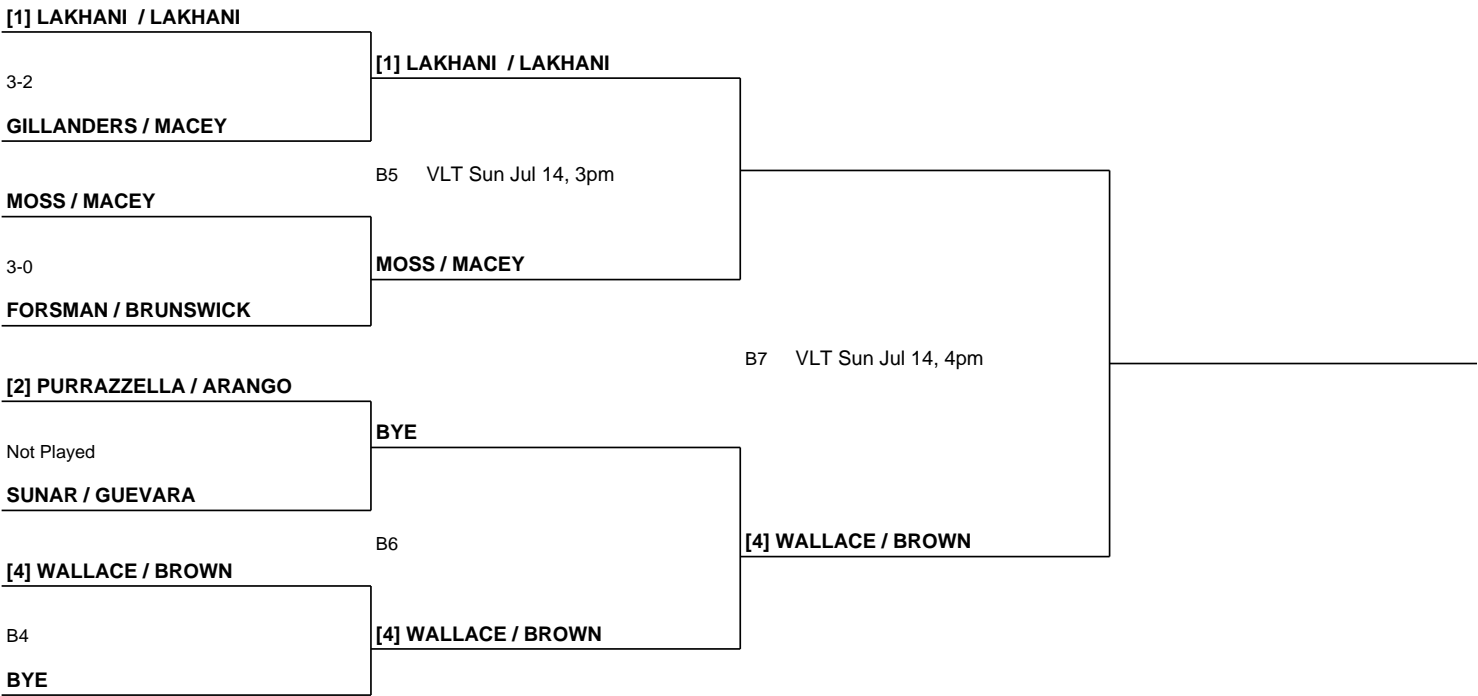 [1] LAKHANI / LAKHANI
3-2
GILLANDERS / MACEY
MOSS / MACEY
3-0
FORSMAN / BRUNSWICK
[2] PURRAZZELLA / ARANGO
Not Played
SUNAR / GUEVARA
[4] WALLACE / BROWN
B4
BYE
[1] LAKHANI / LAKHANI
B5 VLT Sun Jul 14, 3pm
MOSS / MACEY
BYE
B6
[4] WALLACE / BROWN
B7 VLT Sun Jul 14, 4pm
[4] WALLACE / BROWN